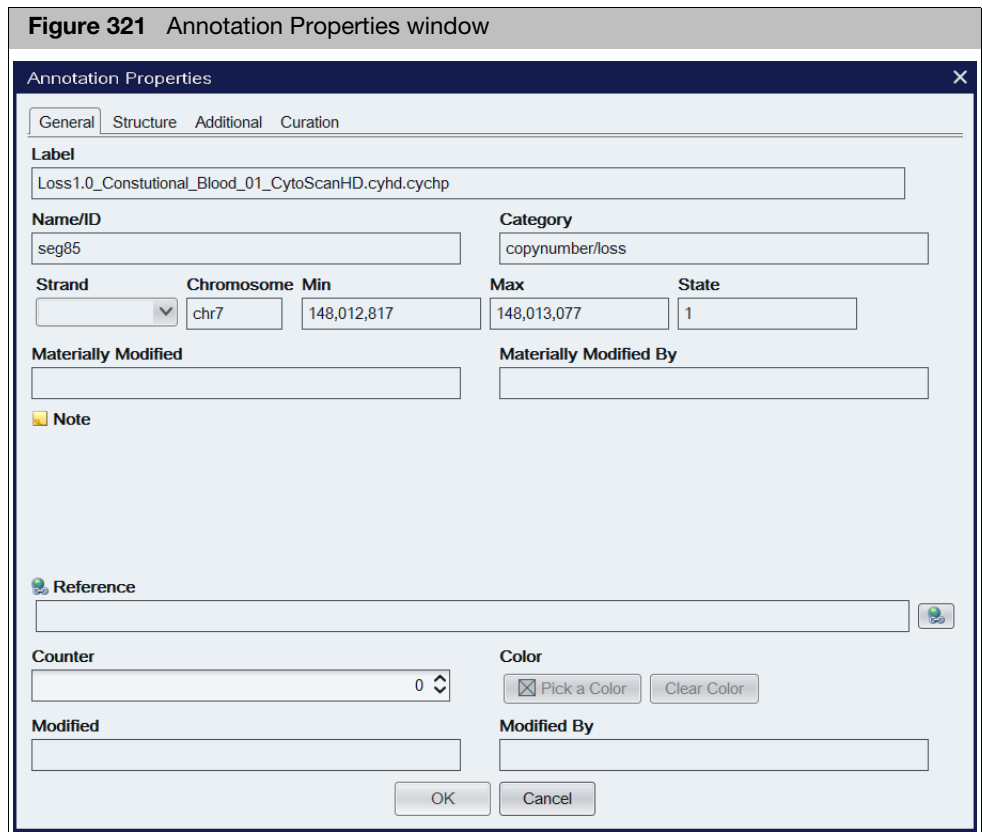 Figure 321 Annotation Properties window
Annotation Properties
General Structure Additional Curation
Label
Loss1.0_Constutional_Blood_01_CytoScanHD.cyhd.cychp
Name/ID Category
seg85 copynumber/loss
Strand Chromosome Min Max State
chr7 148,012,817 148,013,077 1
Materially Modified Materially Modified By
Note
Reference
Counter Color
0 Pick a Color Clear Color
Modified Modified By
OK Cancel